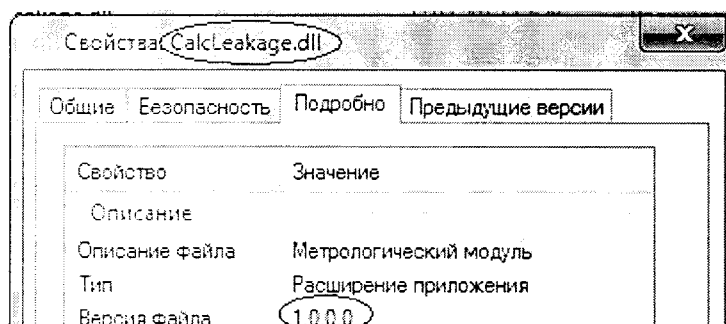 Свойства: CalcLeakage.dll
Общие Безопасность Подробно Предыдущие версии
Свойство Значение
Описание
Описание файла Метрологический модуль
Тип Расширение приложения
Версия файла 1.0.0.0